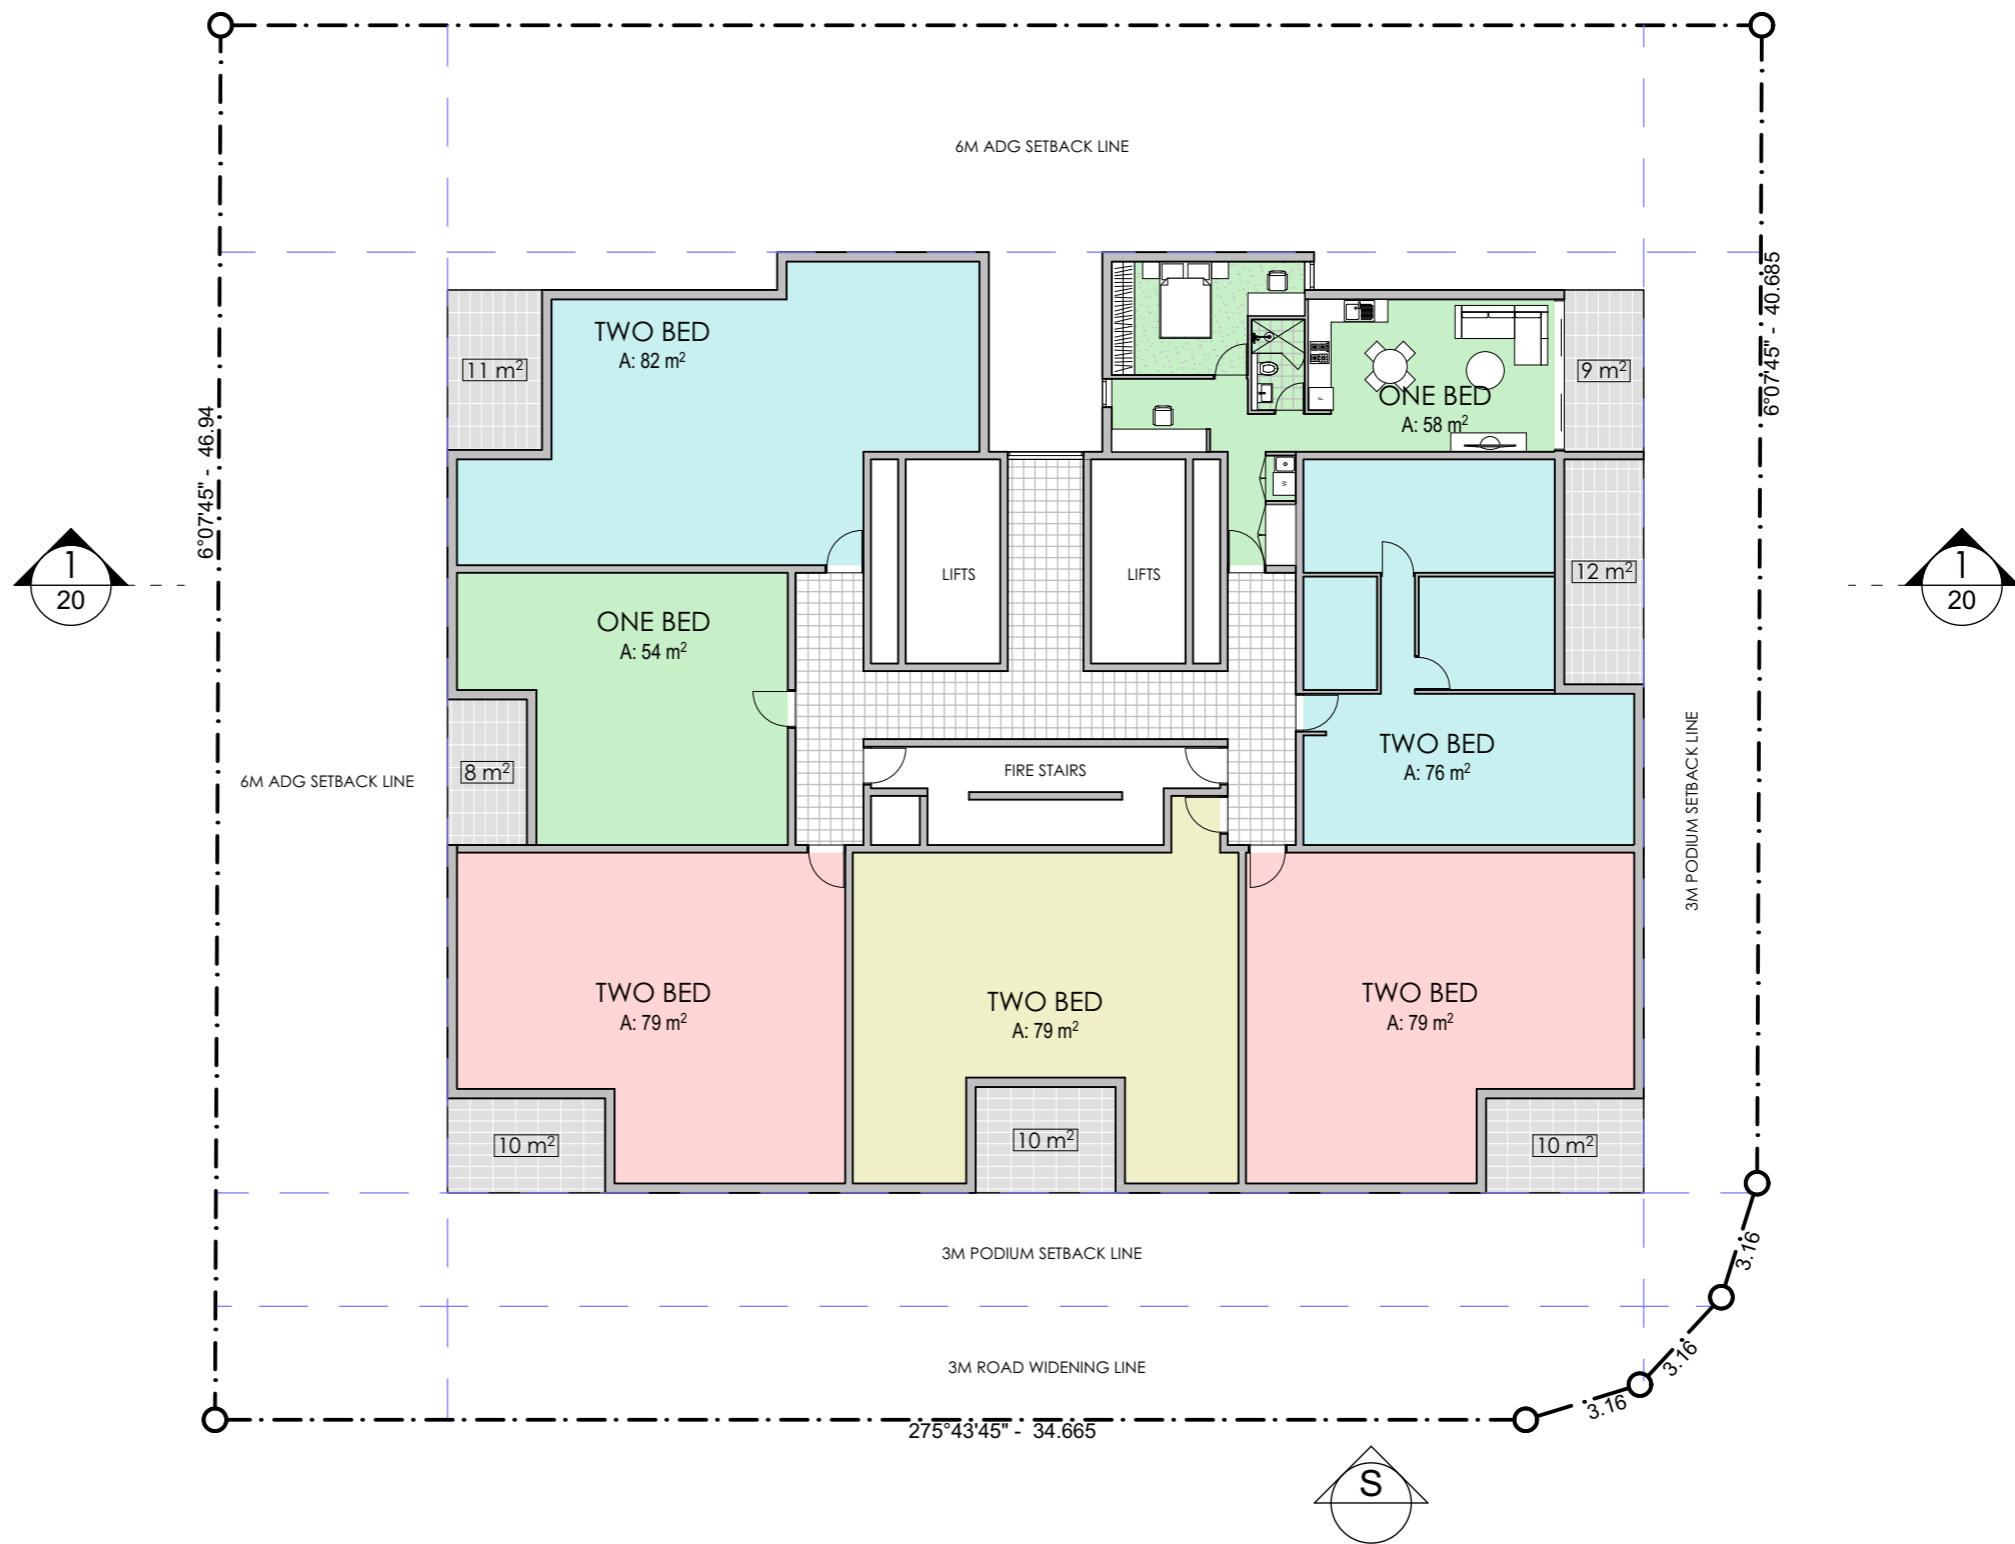 6M ADG SETBACK LINE
TWO BED
A: 82 m²
11 m²
ONE BED
A: 58 m²
9 m²
F
W
6°07'45" - 46.94
6°07'45" - 40.685
1
20
LIFTS
LIFTS
12 m²
1
20
ONE BED
A: 54 m²
8 m²
6M ADG SETBACK LINE
FIRE STAIRS
TWO BED
A: 76 m²
3M PODIUM SETBACK LINE
TWO BED
A: 79 m²
TWO BED
A: 79 m²
TWO BED
A: 79 m²
10 m²
10 m²
10 m²
3M PODIUM SETBACK LINE
3.16
3.16
3.16
3M ROAD WIDENING LINE
275°43'45" - 34.665
S